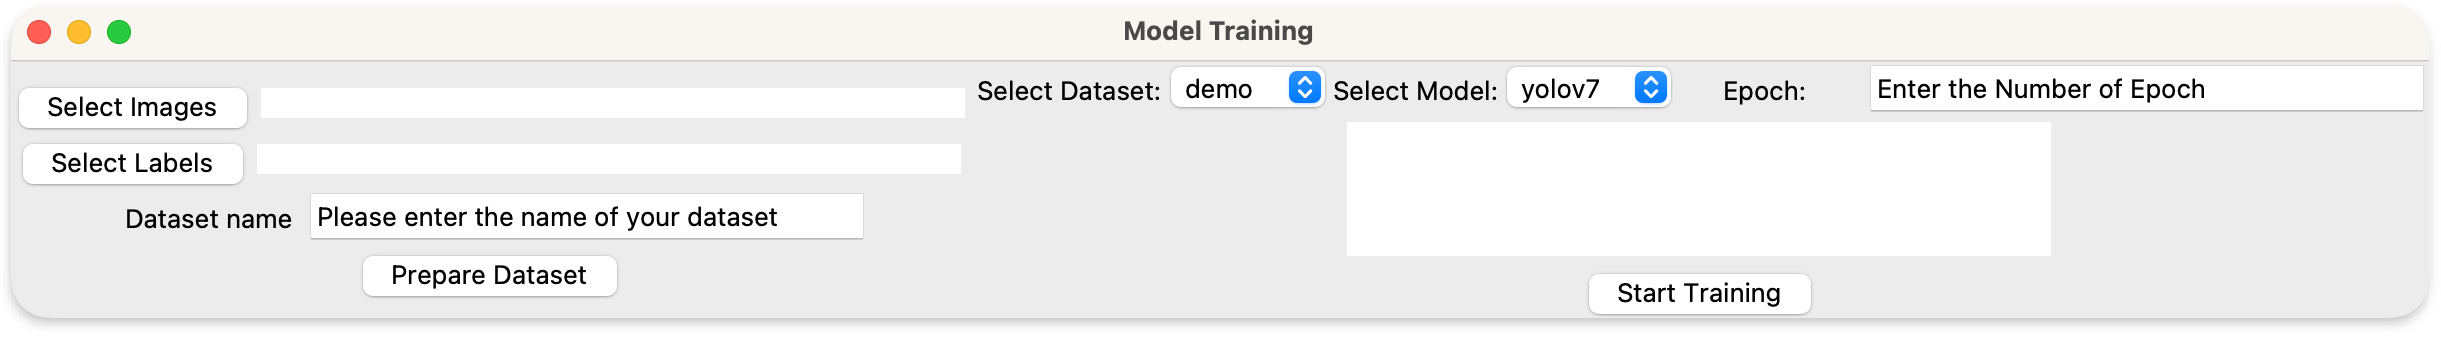 Model Training
Select Images
Select Labels
Dataset name Please enter the name of your dataset
Prepare Dataset
Select Dataset: demo Select Model: yolov7 Epoch: Enter the Number of Epoch
Start Training